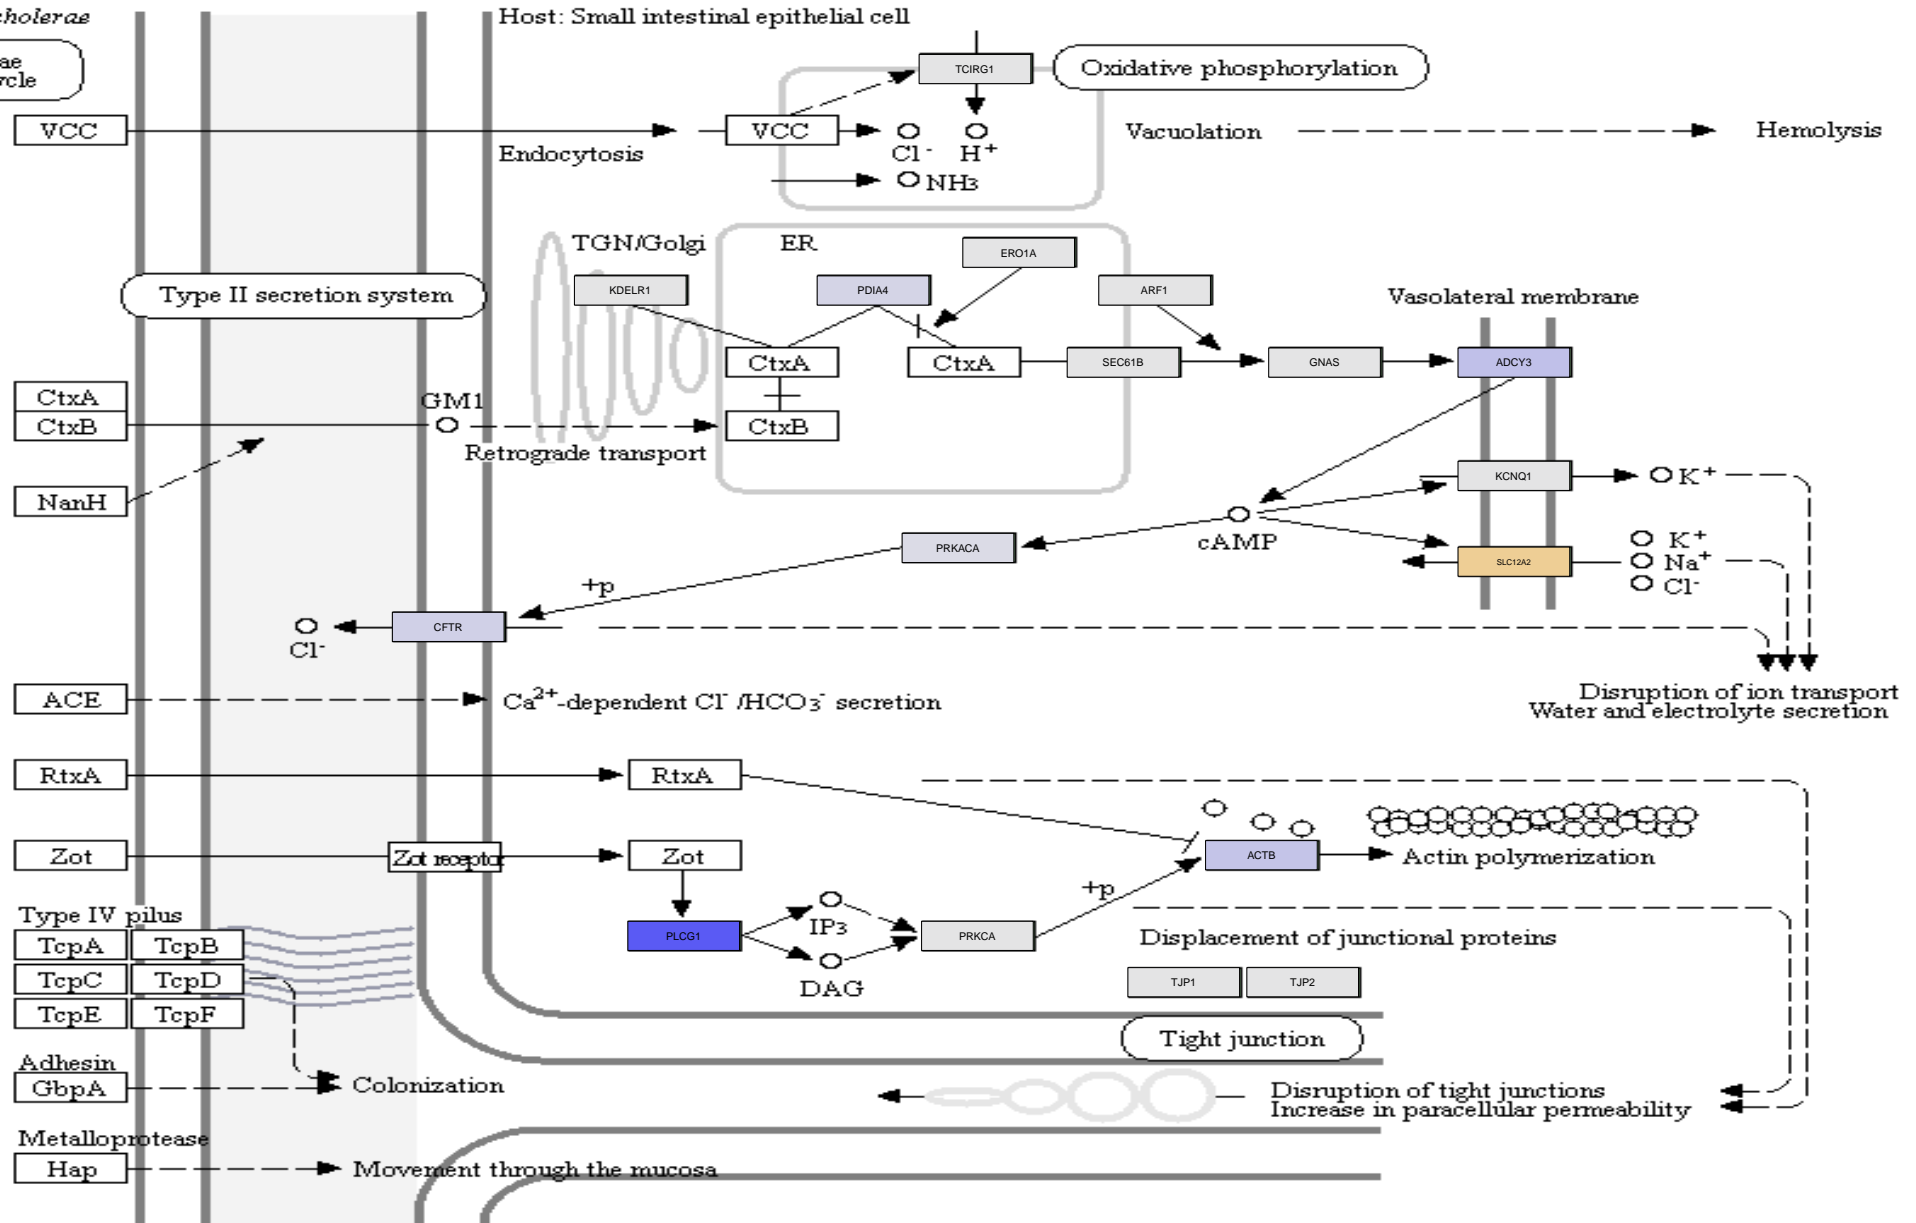 cholerae
Host: Small intestinal epithelial cell
ae
ycle
TCIRG1
Oxidative phosphorylation
VCC
VCC
Cl-
H+
Vacuolation
Hemolysis
Endocytosis
NH3
TGN/Golgi
ER
ERO1A
Type II secretion system
KDELR1
PDIA4
ARF1
Vasolateral membrane
CtxA
CtxA
SEC61B
GNAS
ADCY3
CtxA
CtxB
GM1
CtxB
Retrograde transport
NanH
KCNQ1
K+
cAMP
PRKACA
SLC12A2
K+
Na+
Cl-
+p
CFTR
Cl-
ACE
Ca2+-dependent Cl- /HCO3- secretion
Disruption of ion transport
Water and electrolyte secretion
RtxA
RtxA
Zot
Zot receptor
Zot
ACTB
Actin polymerization
+p
Type IV pilus
TcpA
TcpB
PLCG1
IP3
PRKCA
Displacement of junctional proteins
TcpC
TcpD
DAG
TJP1
TJP2
TcpE
TcpF
Tight junction
Adhesin
GbpA
Colonization
Disruption of tight junctions
Increase in paracellular permeability
Metalloprotease
Hap
Movement through the mucosa